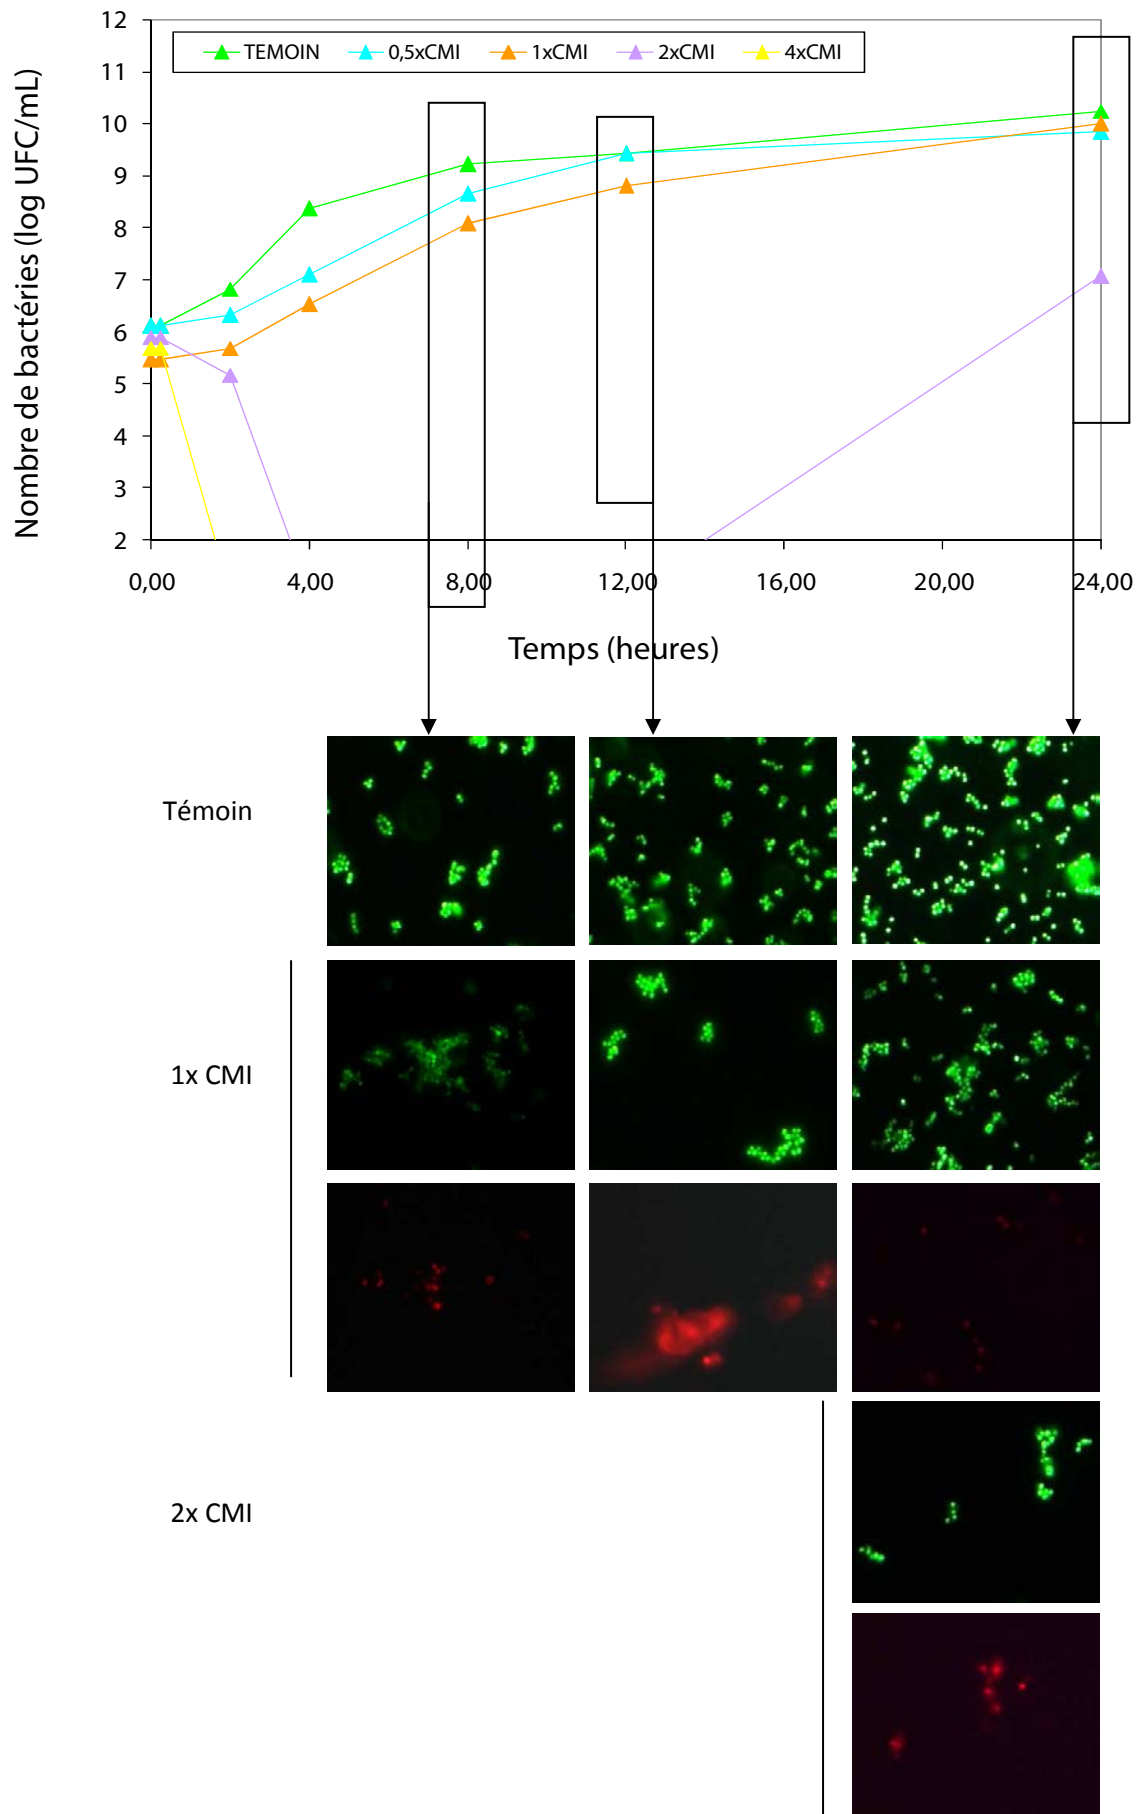 Nombre de bactéries (log UFC/mL)
12
11
10
9
8
7
6
5
4
3
2
TEMOIN 0,5xCMI 1xCMI 2xCMI 4xCMI
0,00 4,00 8,00 12,00 16,00 20,00 24,00
Temps (heures)
Témoin
1x CMI
2x CMI